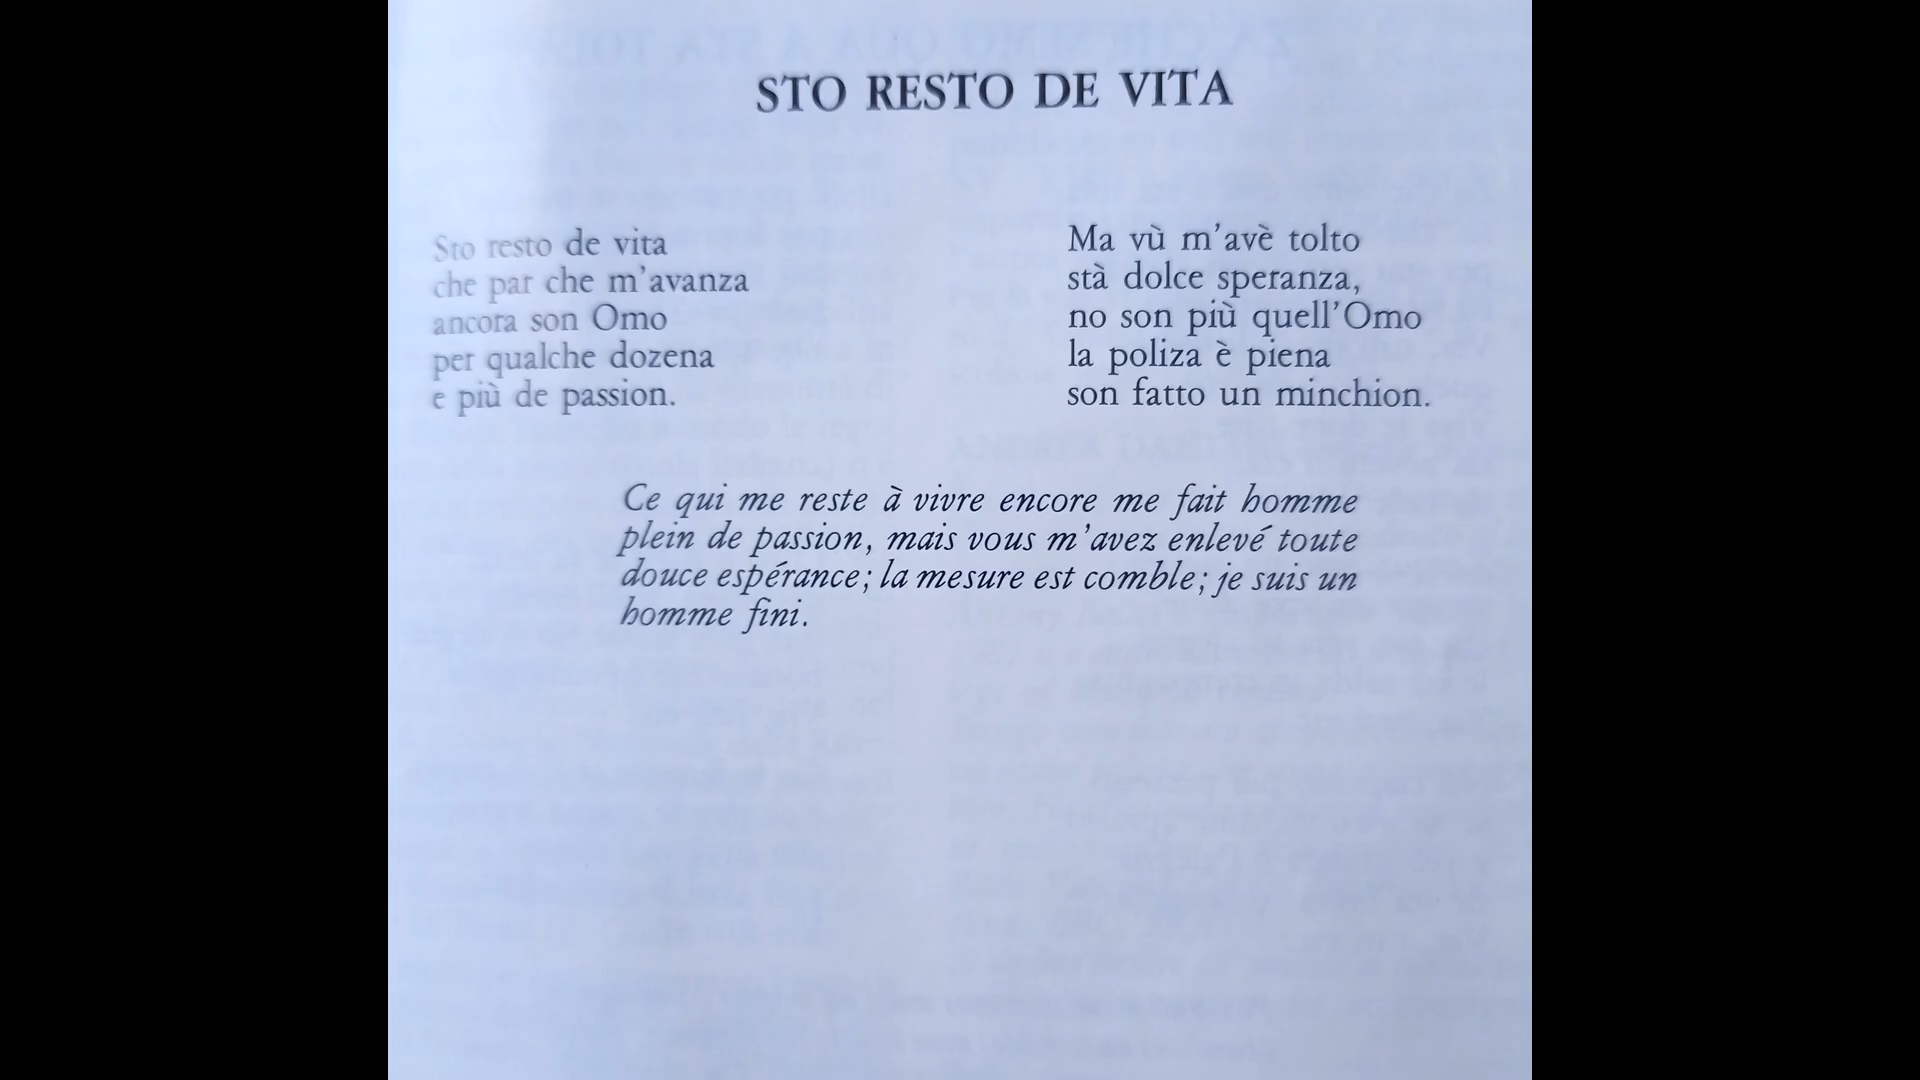 STO RESTO DE VITA
Sto resto de vita
che par che m'avanza
ancora son Omo
per qualche dozena
e più de passion.
Ma vù m'avè tolto
stà dolce speranza,
no son più quell'Omo
la poliza è piena
son fatto un minchion.
Ce qui me reste à vivre encore me fait homme
plein de passion, mais vous m'avez enlevé toute
douce espérance; la mesure est comble; je suis un
homme fini.